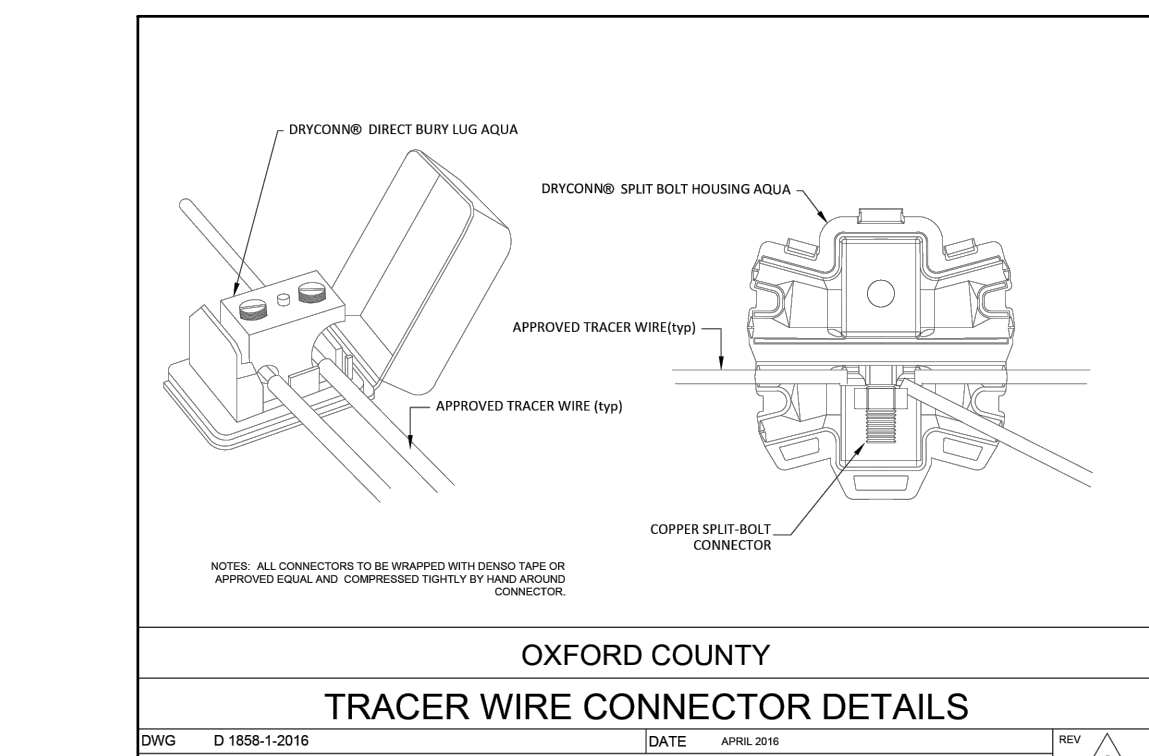 DRYCONN® DIRECT BURY LUG AQUA
DRYCONN® SPLIT BOLT HOUSING AQUA
APPROVED TRACER WIRE(typ)
APPROVED TRACER WIRE (typ)
COPPER SPLIT-BOLT
CONNECTOR
NOTES: ALL CONNECTORS TO BE WRAPPED WITH DENSO TAPE OR
APPROVED EQUAL AND COMPRESSED TIGHTLY BY HAND AROUND
CONNECTOR.
OXFORD COUNTY
TRACER WIRE CONNECTOR DETAILS
DWG D 1858-1-2016 DATE APRIL 2016 REV